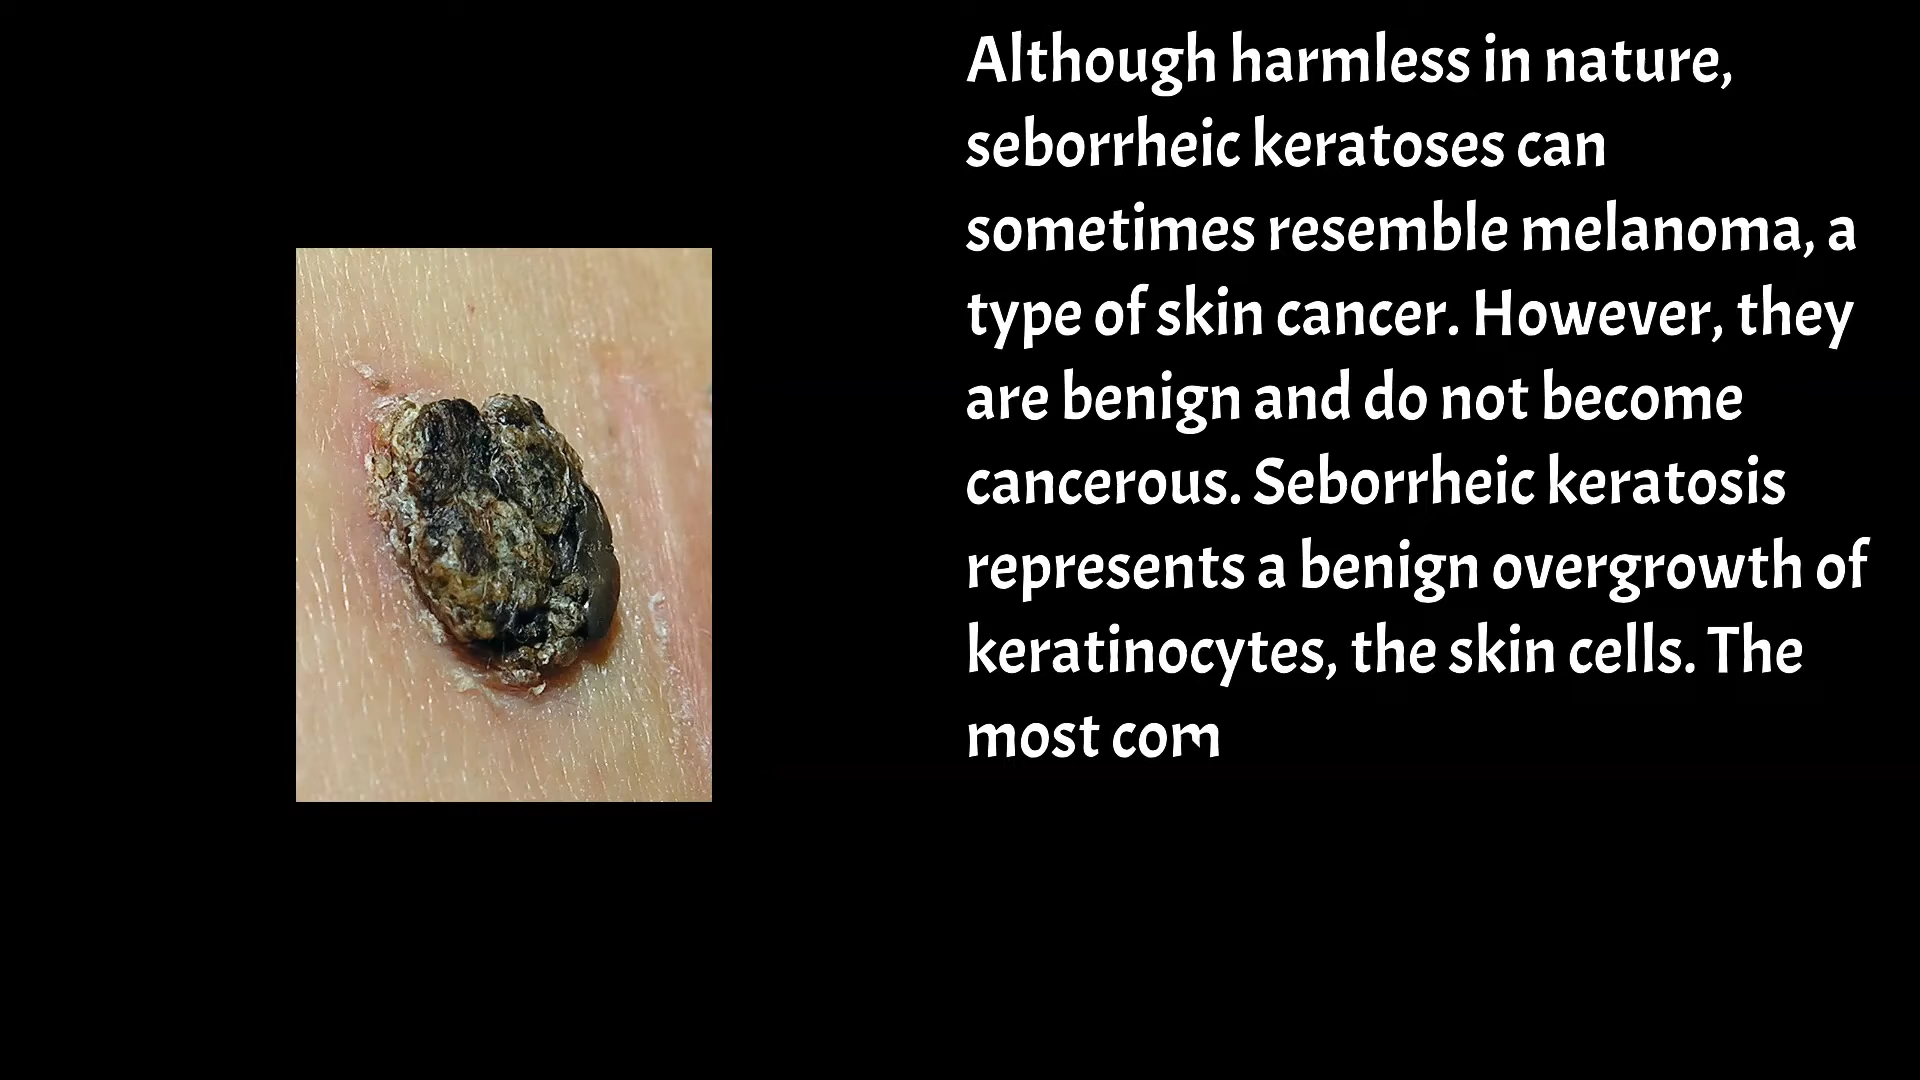 Although harmless in nature,
seborrheic keratoses can
sometimes resemble melanoma, a
type of skin cancer. However, they
are benign and do not become
cancerous. Seborrheic keratosis
represents a benign overgrowth of
keratinocytes, the skin cells. The
most com